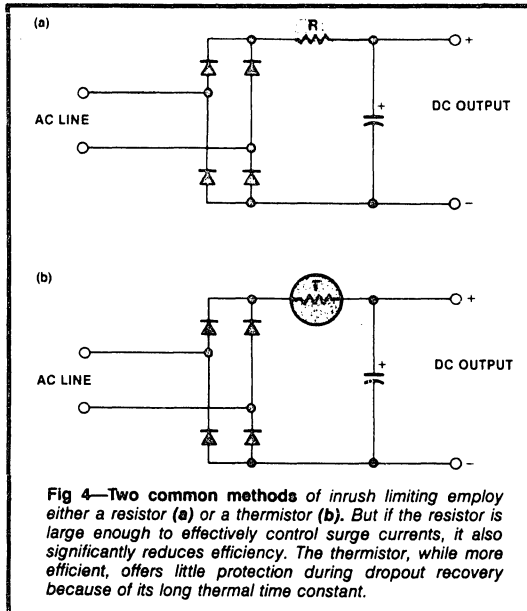 (a)
R
+
AC LINE
+
DC OUTPUT
−
(b)
T
+
AC LINE
+
DC OUTPUT
−
Fig 4—Two common methods of inrush limiting employ
either a resistor (a) or a thermistor (b). But if the resistor is
large enough to effectively control surge currents, it also
significantly reduces efficiency. The thermistor, while more
efficient, offers little protection during dropout recovery
because of its long thermal time constant.